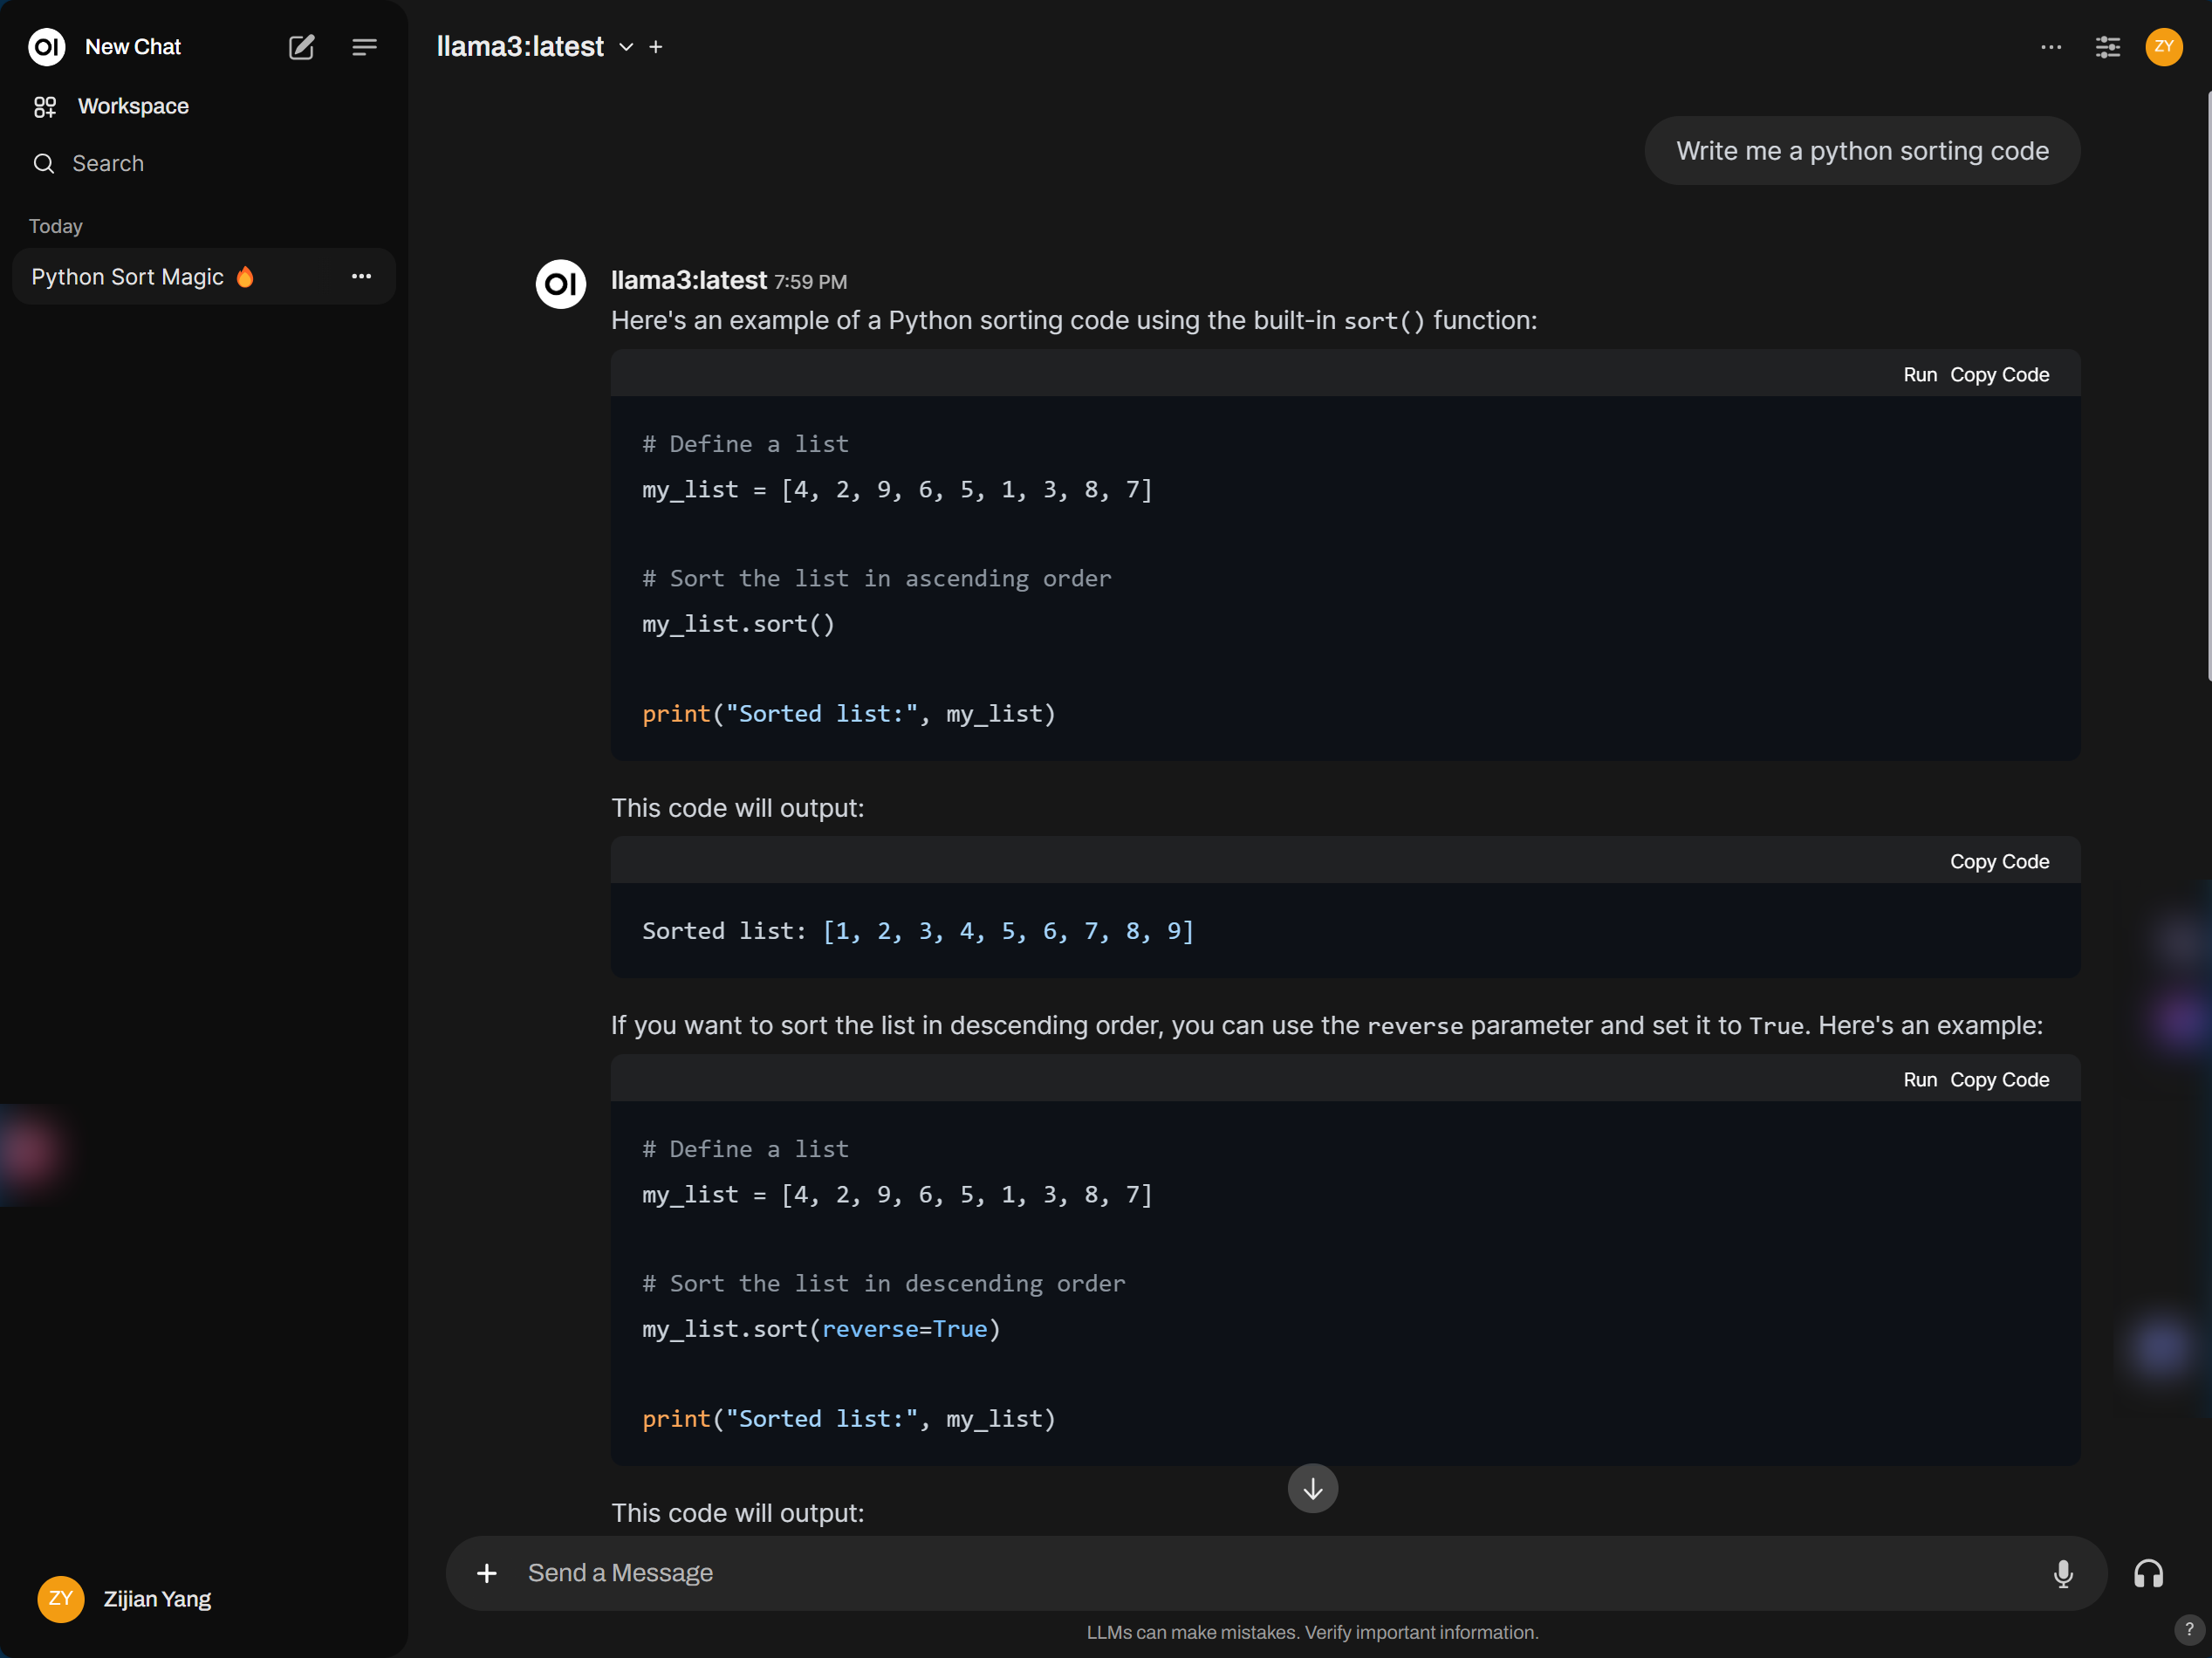 OI New Chat
Workspace
Search
Today
Python Sort Magic 🔥
ZY Zijian Yang
llama3:latest
ZY
Write me a python sorting code
OI llama3:latest 7:59 PM
Here's an example of a Python sorting code using the built-in sort() function:
Run Copy Code
# Define a list
my_list = [4, 2, 9, 6, 5, 1, 3, 8, 7]
# Sort the list in ascending order
my_list.sort()
print("Sorted list:", my_list)
This code will output:
Copy Code
Sorted list: [1, 2, 3, 4, 5, 6, 7, 8, 9]
If you want to sort the list in descending order, you can use the reverse parameter and set it to True. Here's an example:
Run Copy Code
# Define a list
my_list = [4, 2, 9, 6, 5, 1, 3, 8, 7]
# Sort the list in descending order
my_list.sort(reverse=True)
print("Sorted list:", my_list)
This code will output:
Send a Message
LLMs can make mistakes. Verify important information.
?